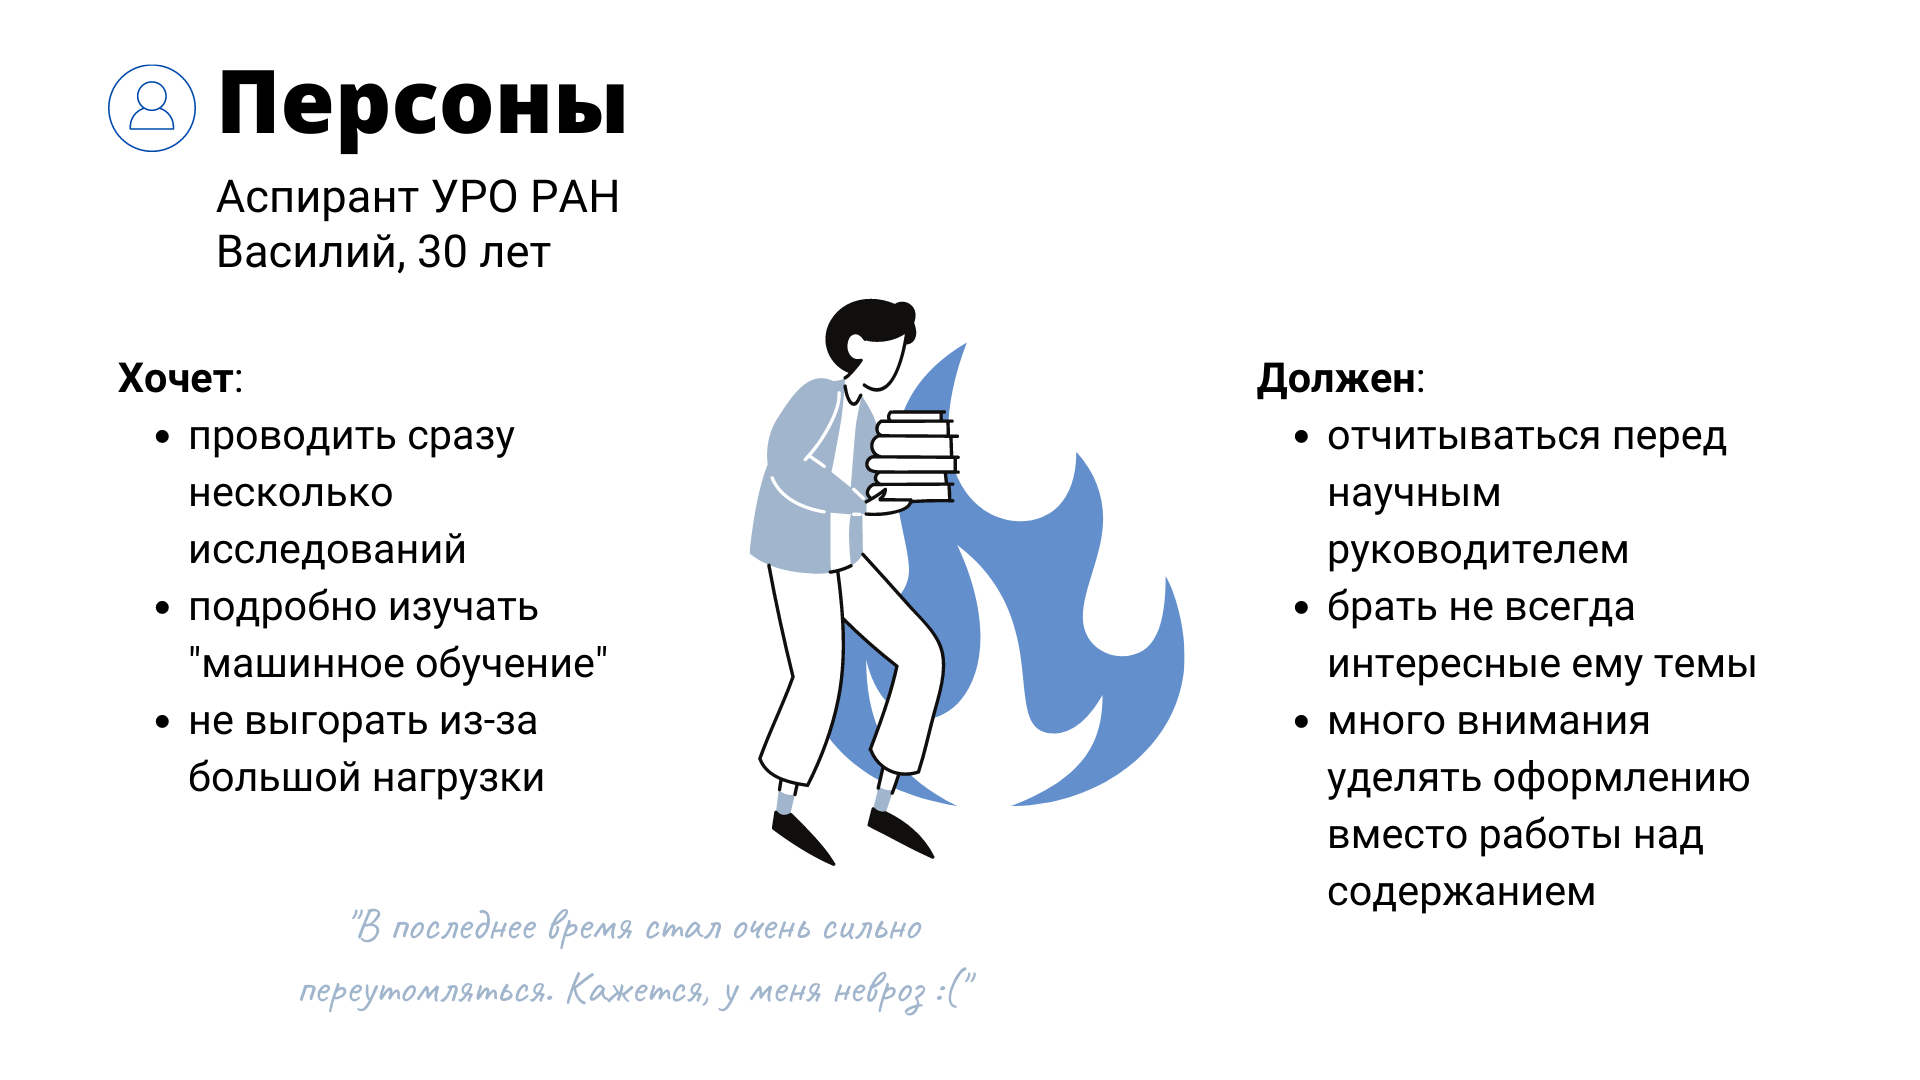 Персоны
Аспирант УРО РАН
Василий, 30 лет
Хочет:
• проводить сразу
несколько
исследований
• подробно изучать
"машинное обучение"
• не выгорать из-за
большой нагрузки
Должен:
• отчитываться перед
научным
руководителем
• брать не всегда
интересные ему темы
• много внимания
уделять оформлению
вместо работы над
содержанием
"В последнее время стал очень сильно
переутомляться. Кажется, у меня невроз :("